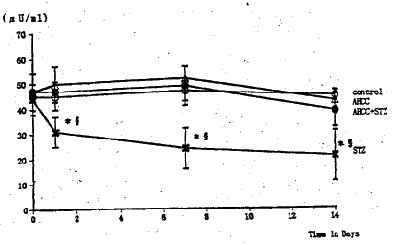 (μU/ml)
70
60
50
40
30
20
10
0
0 2 4 6 8 10 12 14
* §
* §
* §
control
AHCC
AHCC+STZ
STZ
Time in Days